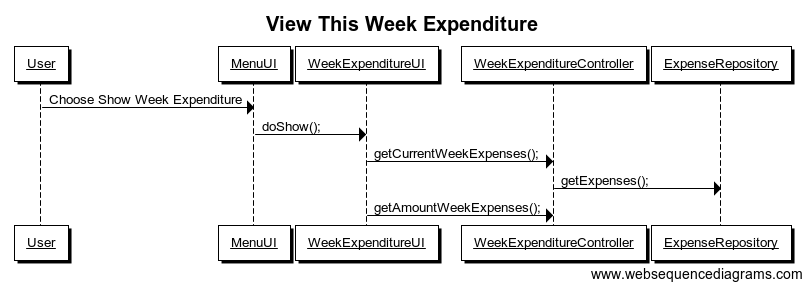 View This Week Expenditure
User MenuUI WeekExpenditureUI WeekExpenditureController ExpenseRepository
Choose Show Week Expenditure
doShow();
getCurrentWeekExpenses();
getExpenses();
getAmountWeekExpenses();
User MenuUI WeekExpenditureUI WeekExpenditureController ExpenseRepository
www.websequencediagrams.com